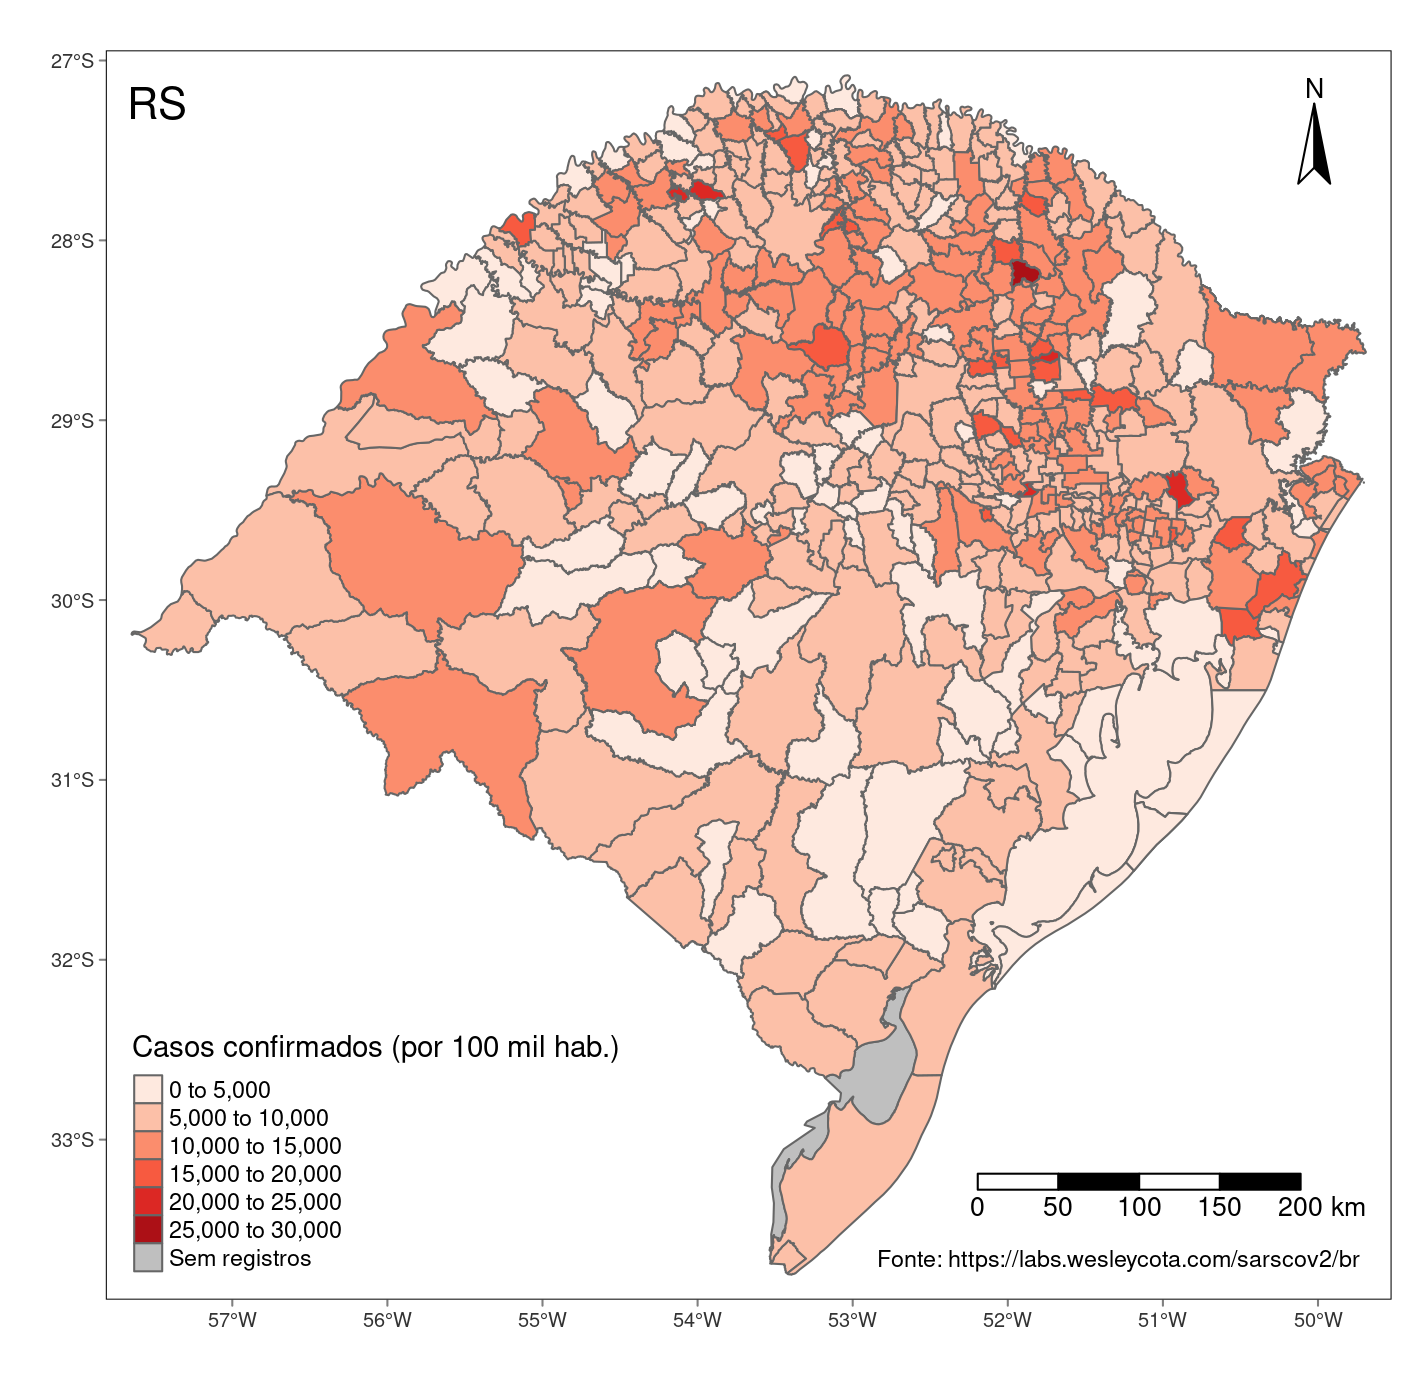 27°S
RS
N
28°S
29°S
30°S
31°S
32°S
33°S
Casos confirmados (por 100 mil hab.)
0 to 5,000
5,000 to 10,000
10,000 to 15,000
15,000 to 20,000
20,000 to 25,000
25,000 to 30,000
Sem registros
0 50 100 150 200 km
Fonte: https://labs.wesleycota.com/sarscov2/br
57°W 56°W 55°W 54°W 53°W 52°W 51°W 50°W